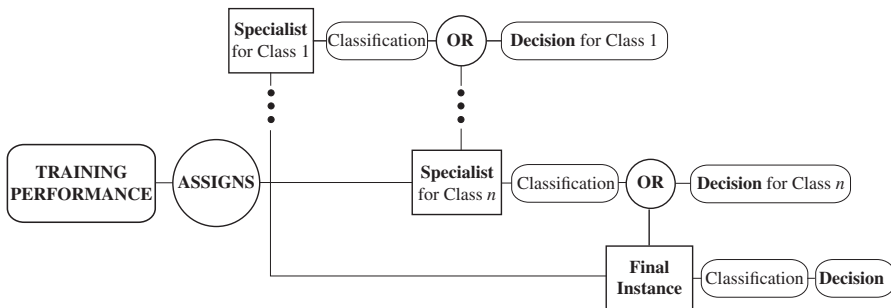 Specialist
for Class 1
Classification
OR
Decision for Class 1
TRAINING
PERFORMANCE
ASSIGNS
Specialist
for Class n
Classification
OR
Decision for Class n
Final
Instance
Classification
Decision